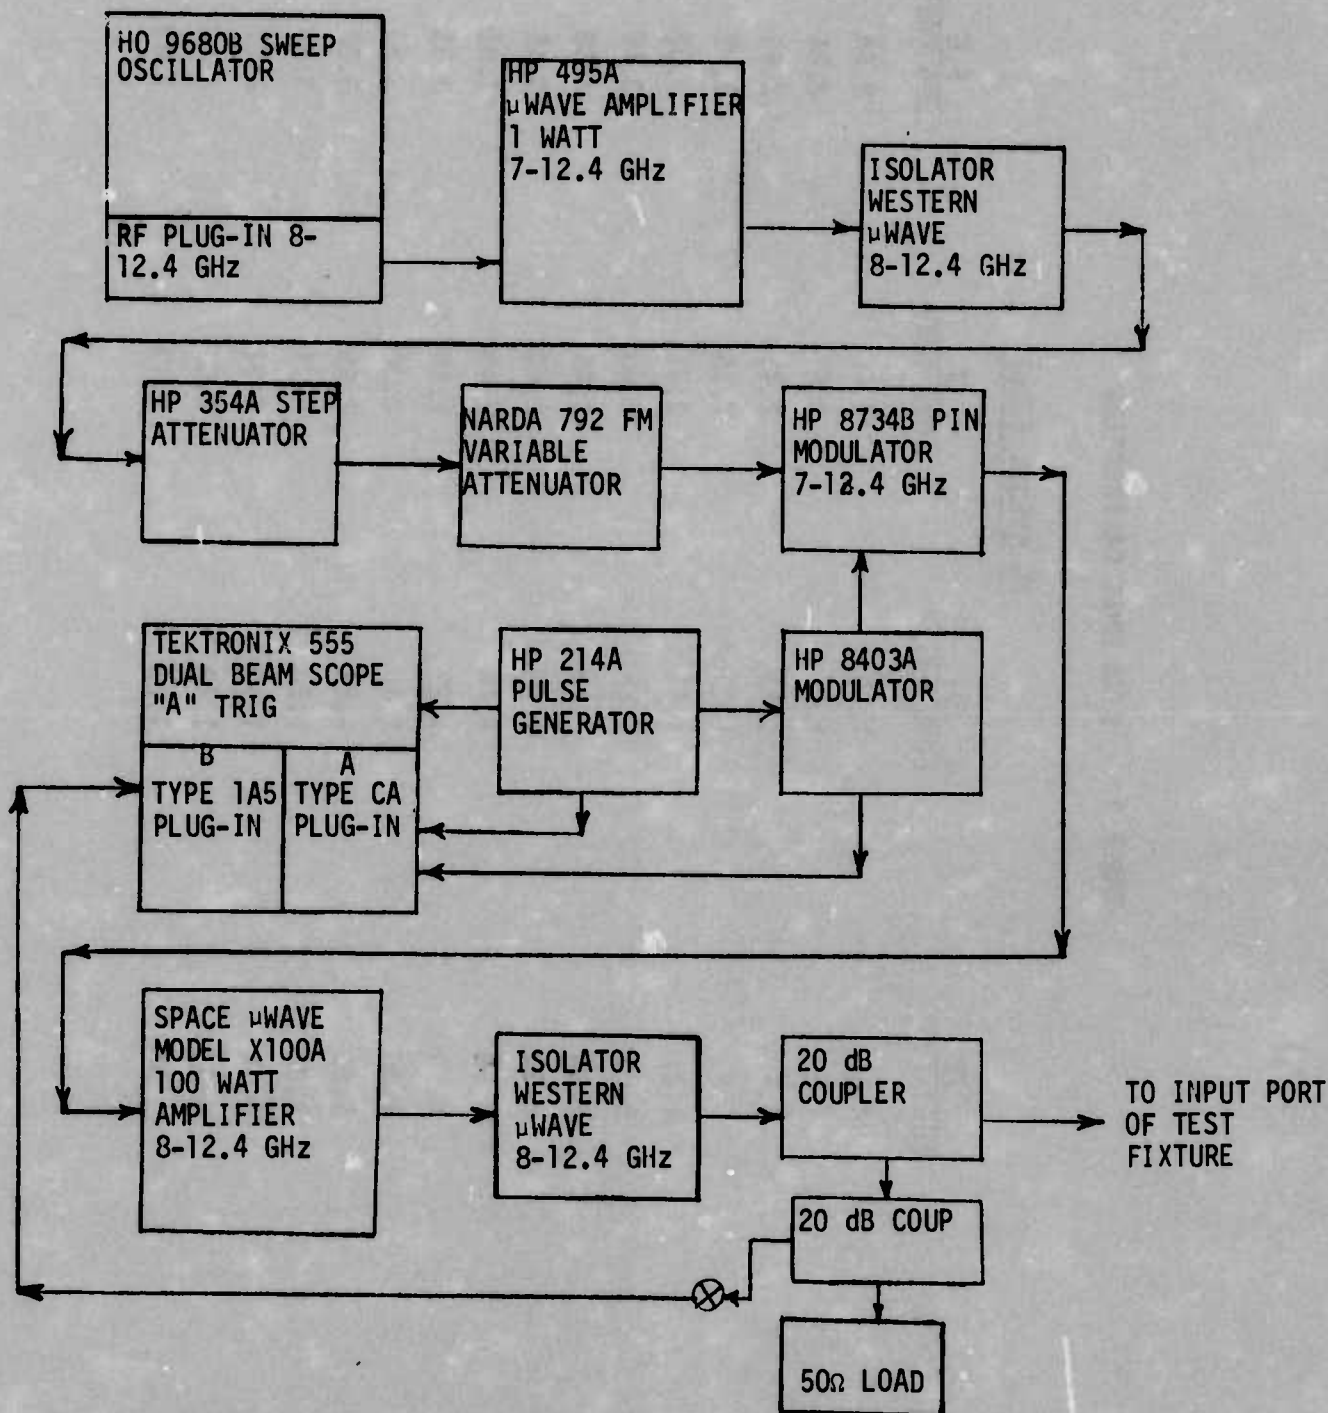 HO 9680B SWEEP
OSCILLATOR
RF PLUG-IN 8-
12.4 GHz
HP 495A
μWAVE AMPLIFIER
1 WATT
7-12.4 GHz
ISOLATOR
WESTERN
μWAVE
8-12.4 GHz
HP 354A STEP
ATTENUATOR
NARDA 792 FM
VARIABLE
ATTENUATOR
HP 8734B PIN
MODULATOR
7-12.4 GHz
TEKTRONIX 555
DUAL BEAM SCOPE
"A" TRIG
B
TYPE 1A5
PLUG-IN
A
TYPE CA
PLUG-IN
HP 214A
PULSE
GENERATOR
HP 8403A
MODULATOR
SPACE μWAVE
MODEL X100A
100 WATT
AMPLIFIER
8-12.4 GHz
ISOLATOR
WESTERN
μWAVE
8-12.4 GHz
20 dB
COUPLER
TO INPUT PORT
OF TEST
FIXTURE
20 dB COUP
50Ω LOAD